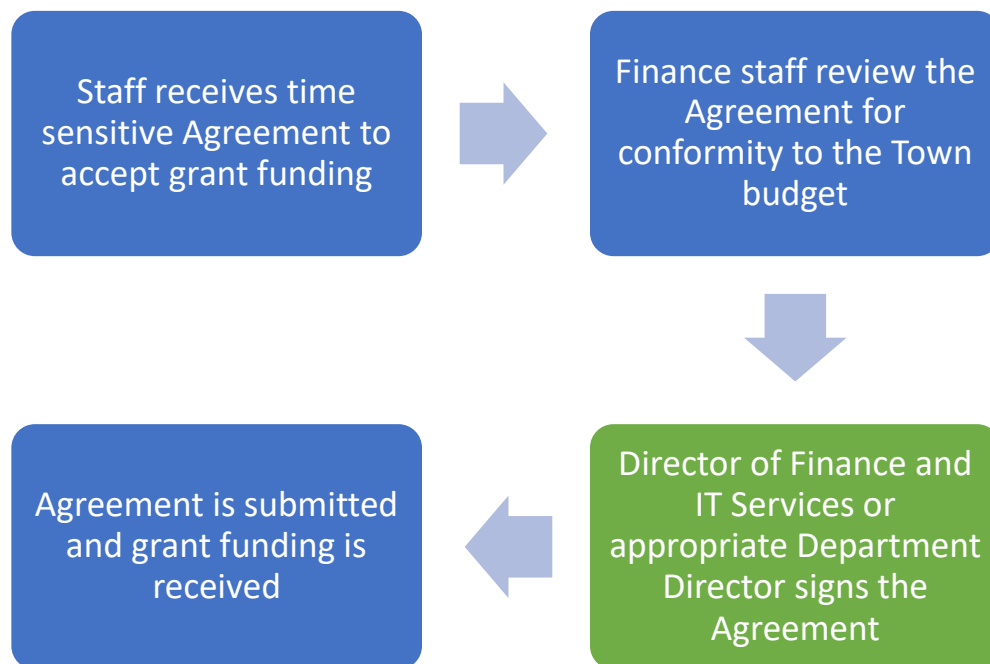 Staff receives time
sensitive Agreement to
accept grant funding
Finance staff review the
Agreement for
conformity to the Town
budget
Director of Finance and
IT Services or
appropriate Department
Director signs the
Agreement
Agreement is submitted
and grant funding is
received